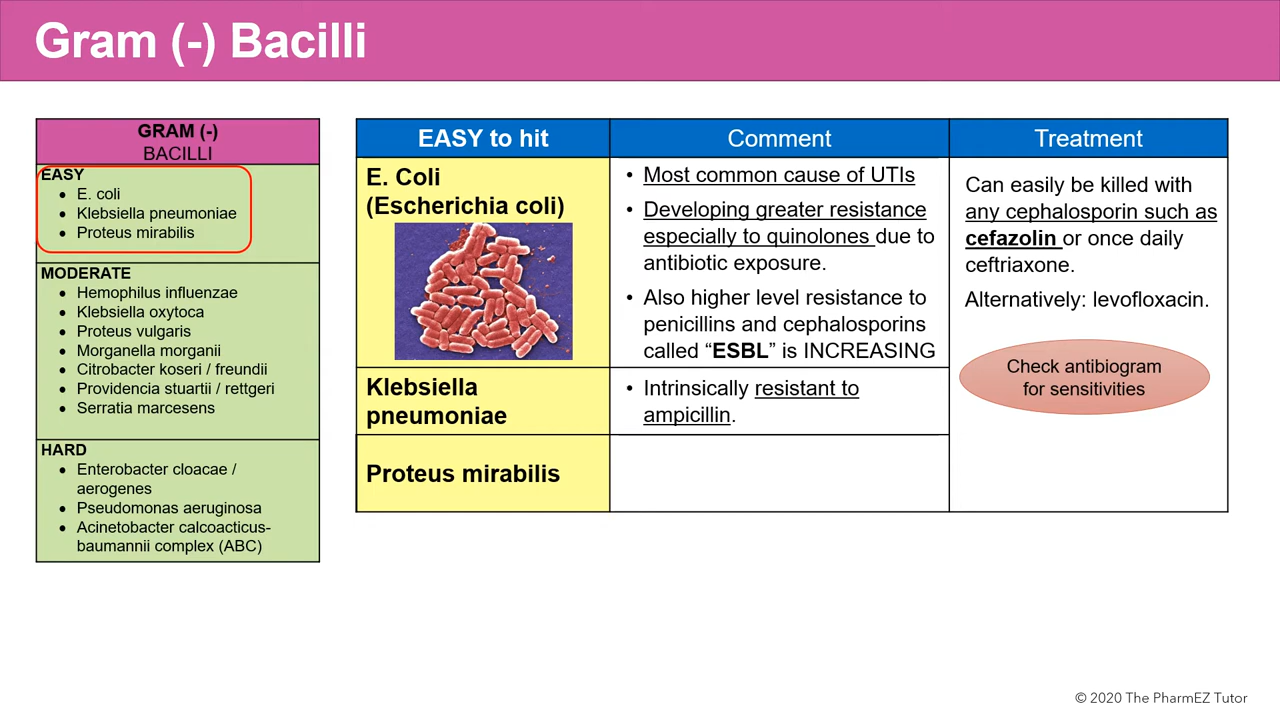 Gram (-) Bacilli
GRAM (-)
BACILLI
EASY
• E. coli
• Klebsiella pneumoniae
• Proteus mirabilis
MODERATE
• Hemophilus influenzae
• Klebsiella oxytoca
• Proteus vulgaris
• Morganella morganii
• Citrobacter koseri / freundii
• Providencia stuartii / rettgeri
• Serratia marcesens
HARD
• Enterobacter cloacae /
aerogenes
• Pseudomonas aeruginosa
• Acinetobacter calcoacticus-
baumannii complex (ABC)
EASY to hit
Comment
Treatment
E. Coli
(Escherichia coli)
• Most common cause of UTIs
• Developing greater resistance
especially to quinolones due to
antibiotic exposure.
• Also higher level resistance to
penicillins and cephalosporins
called “ESBL” is INCREASING
Can easily be killed with
any cephalosporin such as
cefazolin or once daily
ceftriaxone.
Alternatively: levofloxacin.
Check antibiogram
for sensitivities
Klebsiella
pneumoniae
• Intrinsically resistant to
ampicillin.
Proteus mirabilis
© 2020 The PharmEZ Tutor